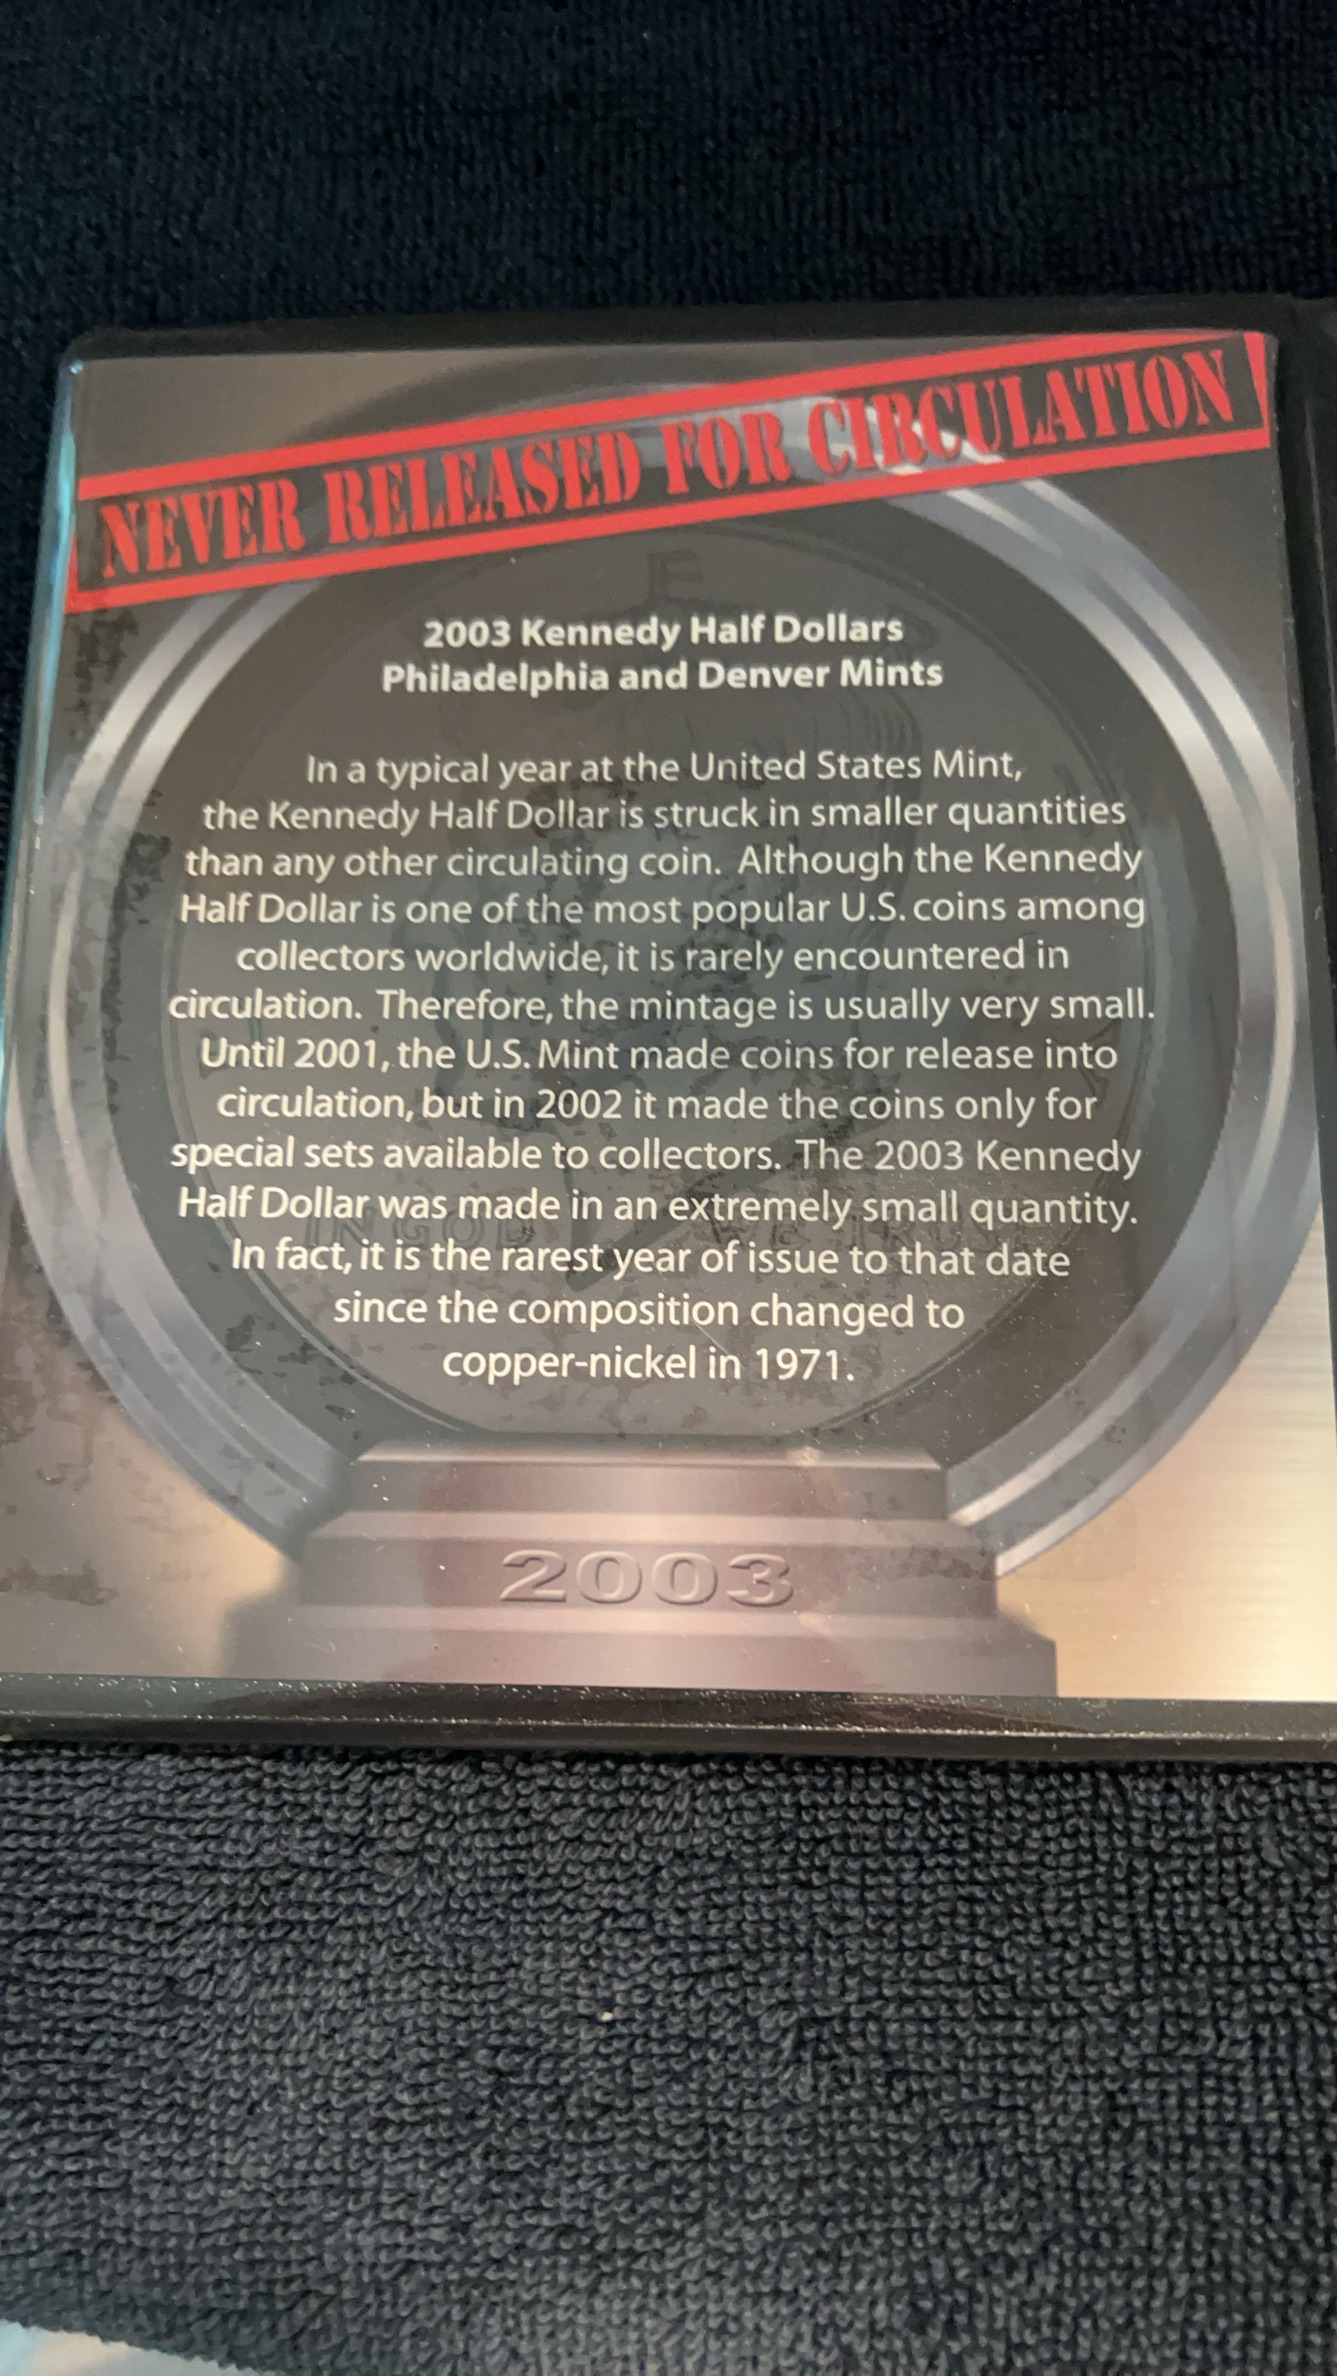 NEVER RELEASED FOR CIRCULATION
2003 Kennedy Half Dollars
Philadelphia and Denver Mints
In a typical year at the United States Mint,
the Kennedy Half Dollar is struck in smaller quantities
than any other circulating coin. Although the Kennedy
Half Dollar is one of the most popular U.S. coins among
collectors worldwide, it is rarely encountered in
circulation. Therefore, the mintage is usually very small.
Until 2001, the U.S. Mint made coins for release into
circulation, but in 2002 it made the coins only for
special sets available to collectors. The 2003 Kennedy
Half Dollar was made in an extremely small quantity.
In fact, it is the rarest year of issue to that date
since the composition changed to
copper-nickel in 1971.
IN GOD WE TRUST
2003